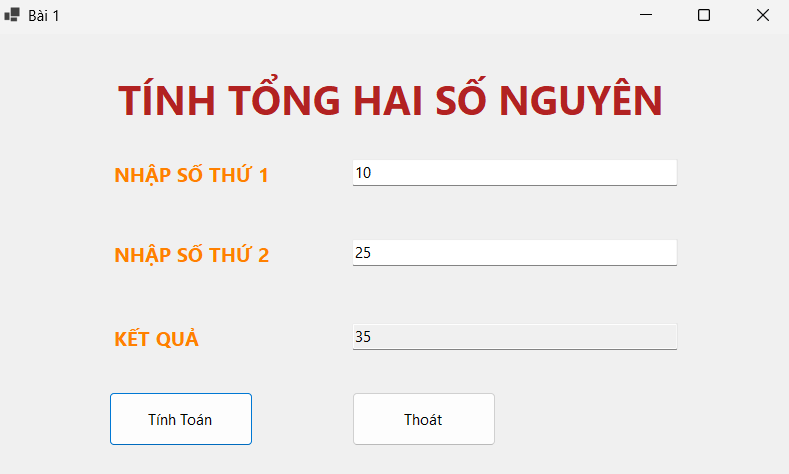 Bài 1
TÍNH TỔNG HAI SỐ NGUYÊN
NHẬP SỐ THỨ 1
10
NHẬP SỐ THỨ 2
25
KẾT QUẢ
35
Tính Toán
Thoát